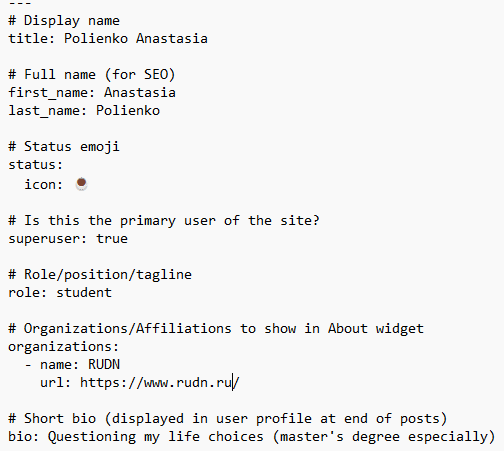 ---
# Display name
title: Polienko Anastasia

# Full name (for SEO)
first_name: Anastasia
last_name: Polienko

# Status emoji
status:
  icon: ☕

# Is this the primary user of the site?
superuser: true

# Role/position/tagline
role: student

# Organizations/Affiliations to show in About widget
organizations:
  - name: RUDN
    url: https://www.rudn.ru/

# Short bio (displayed in user profile at end of posts)
bio: Questioning my life choices (master's degree especially)